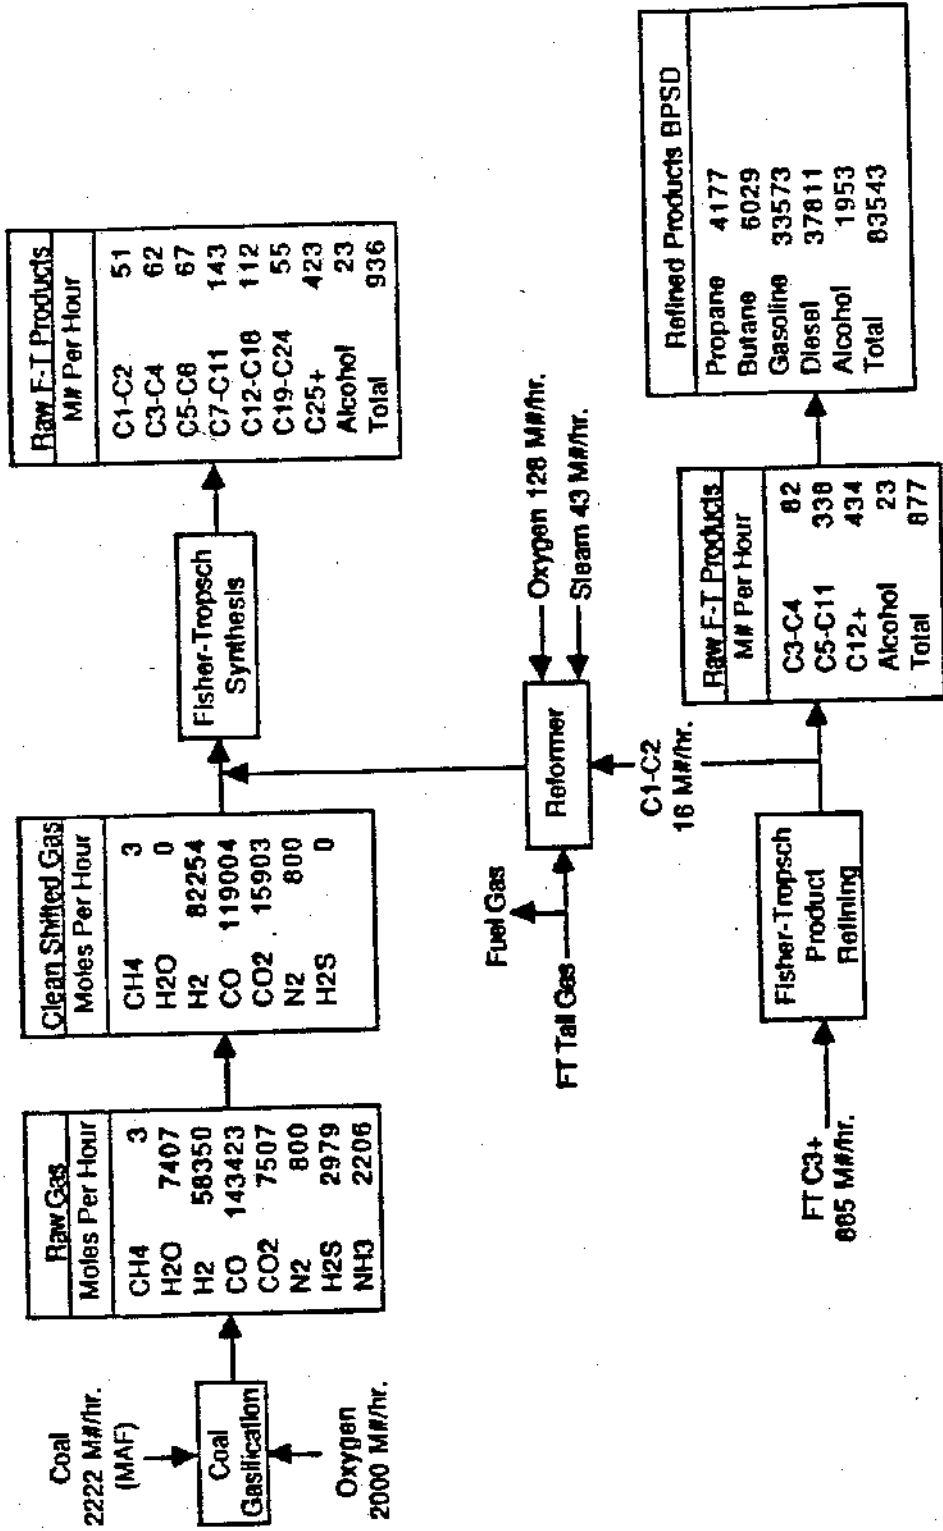 Coal
2222 M#/hr.
(MAF)
Coal
Gasification
Oxygen
2000 M#/hr.
Raw Gas
Moles Per Hour
CH4 3
H2O 7407
H2 58350
CO 143423
CO2 7507
N2 800
H2S 2979
NH3 2206
Clean Shifted Gas
Moles Per Hour
CH4 3
H2O 0
H2 82254
CO 119004
CO2 15903
N2 800
H2S 0
Fisher-Tropsch
Synthesis
Raw F-T Products
M# Per Hour
C1-C2 51
C3-C4 62
C5-C6 67
C7-C11 143
C12-C18 112
C19-C24 55
C25+ 423
Alcohol 23
Total 936
Fuel Gas
FT Tail Gas
Reformer
Oxygen 128 M#/hr.
Steam 43 M#/hr.
C1-C2
16 M#/hr.
FT C3+
885 M#/hr.
Fisher-Tropsch
Product
Refining
Raw F-T Products
M# Per Hour
C3-C4 82
C5-C11 338
C12+ 434
Alcohol 23
Total 877
Refined Products BPSD
Propane 4177
Butane 6029
Gasoline 33573
Diesel 37811
Alcohol 1953
Total 83543